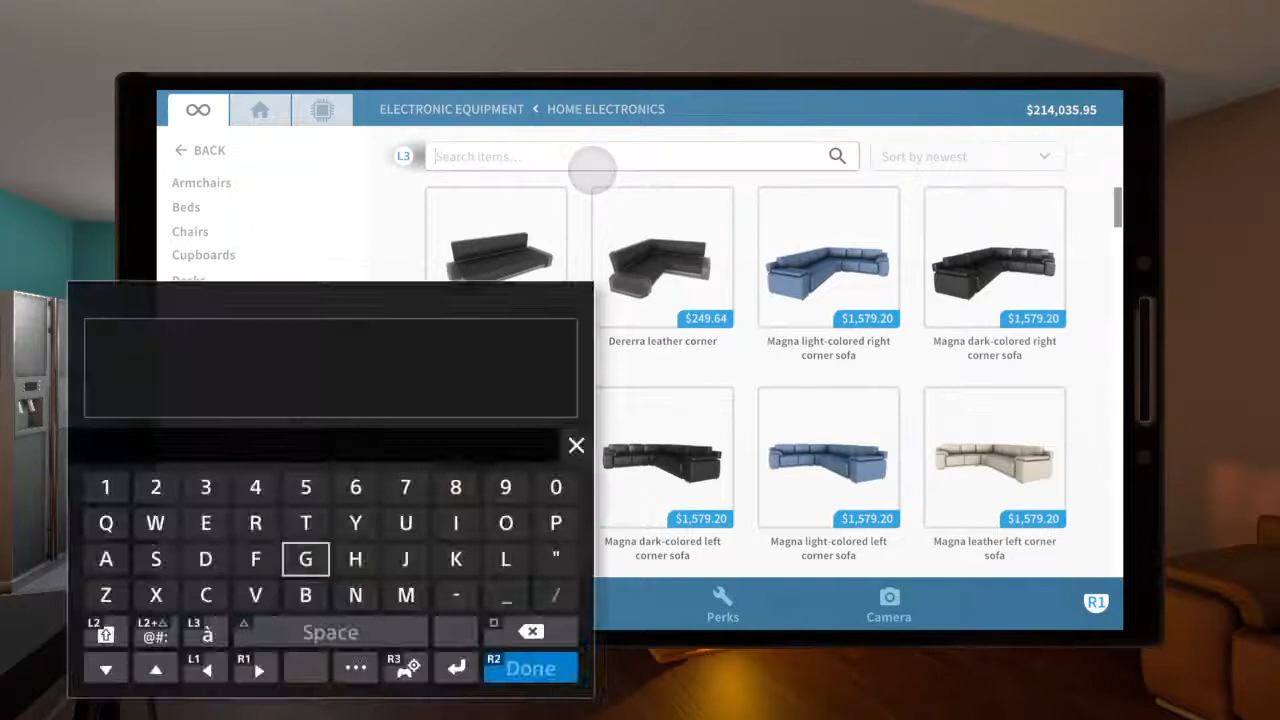 ELECTRONIC EQUIPMENT < HOME ELECTRONICS
$214,035.95
← BACK
L3
Search items...
Sort by newest
Armchairs
Beds
Chairs
Cupboards
Desks
$249.64
$1,579.20
$1,579.20
Dererra leather corner
Magna light-colored right
corner sofa
Magna dark-colored right
corner sofa
$1,579.20
$1,579.20
$1,579.20
Magna dark-colored left
corner sofa
Magna light-colored left
corner sofa
Magna leather left corner
sofa
Perks
Camera
R1
1 2 3 4 5 6 7 8 9 0
Q W E R T Y U I O P
A S D F G H J K L "
Z X C V B N M - _ /
L2 L2+△ @#: L3 à △ Space □
L1 R1 ••• R3 R2 Done